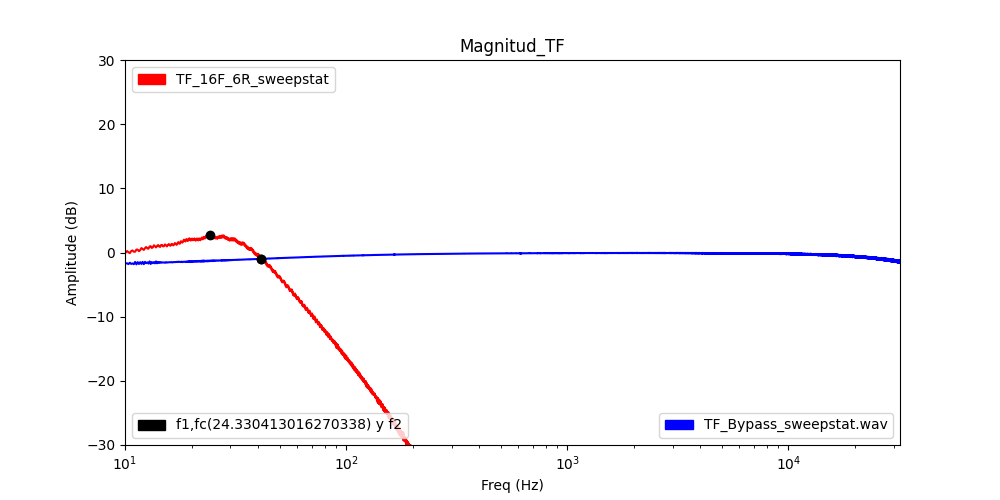 Magnitud_TF
30
20
10
0
−10
−20
−30
Amplitude (dB)
TF_16F_6R_sweepstat
f1,fc(24.330413016270338) y f2
TF_Bypass_sweepstat.wav
10¹
10²
10³
10⁴
Freq (Hz)